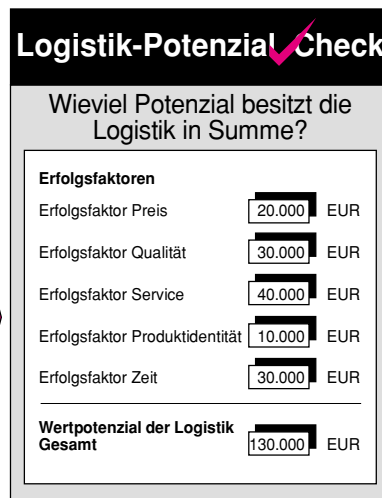 Logistik-Potenzial Check
Wieviel Potenzial besitzt die
Logistik in Summe?
Erfolgsfaktoren
Erfolgsfaktor Preis 20.000 EUR
Erfolgsfaktor Qualität 30.000 EUR
Erfolgsfaktor Service 40.000 EUR
Erfolgsfaktor Produktidentität 10.000 EUR
Erfolgsfaktor Zeit 30.000 EUR
Wertpotenzial der Logistik
Gesamt 130.000 EUR